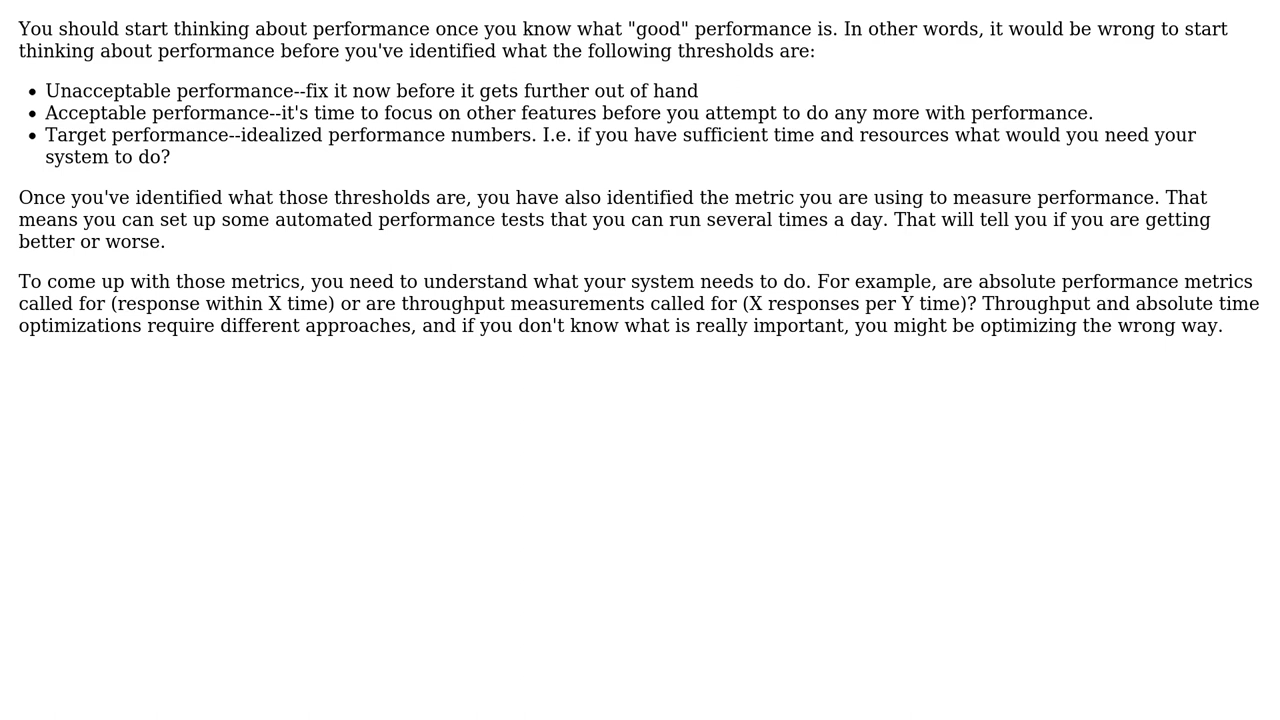 You should start thinking about performance once you know what "good" performance is. In other words, it would be wrong to start
thinking about performance before you've identified what the following thresholds are:
• Unacceptable performance--fix it now before it gets further out of hand
• Acceptable performance--it's time to focus on other features before you attempt to do any more with performance.
• Target performance--idealized performance numbers. I.e. if you have sufficient time and resources what would you need your
system to do?
Once you've identified what those thresholds are, you have also identified the metric you are using to measure performance. That
means you can set up some automated performance tests that you can run several times a day. That will tell you if you are getting
better or worse.
To come up with those metrics, you need to understand what your system needs to do. For example, are absolute performance metrics
called for (response within X time) or are throughput measurements called for (X responses per Y time)? Throughput and absolute time
optimizations require different approaches, and if you don't know what is really important, you might be optimizing the wrong way.